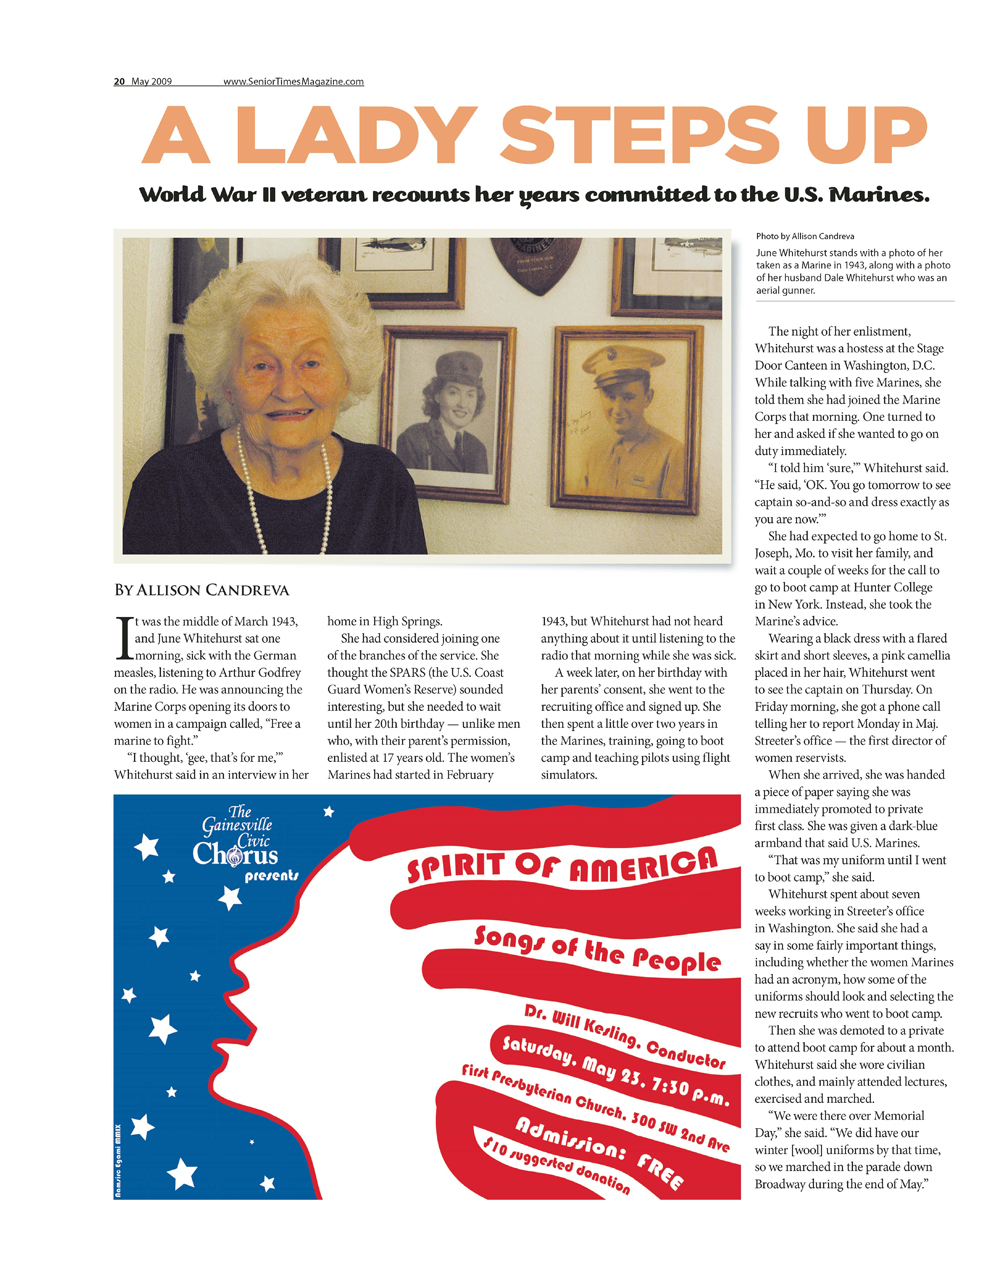 20 May 2009 www.SeniorTimesMagazine.com
A LADY STEPS UP
World War II veteran recounts her years committed to the U.S. Marines.
Photo by Allison Candreva
June Whitehurst stands with a photo of her
taken as a Marine in 1943, along with a photo
of her husband Dale Whitehurst who was an
aerial gunner.
BY ALLISON CANDREVA
It was the middle of March 1943,
and June Whitehurst sat one
morning, sick with the German
measles, listening to Arthur Godfrey
on the radio. He was announcing the
Marine Corps opening its doors to
women in a campaign called, “Free a
marine to fight.”
“I thought, ‘gee, that’s for me,’”
Whitehurst said in an interview in her
home in High Springs.
She had considered joining one
of the branches of the service. She
thought the SPARS (the U.S. Coast
Guard Women’s Reserve) sounded
interesting, but she needed to wait
until her 20th birthday — unlike men
who, with their parent’s permission,
enlisted at 17 years old. The women’s
Marines had started in February
1943, but Whitehurst had not heard
anything about it until listening to the
radio that morning while she was sick.
A week later, on her birthday with
her parents’ consent, she went to the
recruiting office and signed up. She
then spent a little over two years in
the Marines, training, going to boot
camp and teaching pilots using flight
simulators.
The night of her enlistment,
Whitehurst was a hostess at the Stage
Door Canteen in Washington, D.C.
While talking with five Marines, she
told them she had joined the Marine
Corps that morning. One turned to
her and asked if she wanted to go on
duty immediately.
“I told him ‘sure,’” Whitehurst said.
“He said, ‘OK. You go tomorrow to see
captain so-and-so and dress exactly as
you are now.’”
She had expected to go home to St.
Joseph, Mo. to visit her family, and
wait a couple of weeks for the call to
go to boot camp at Hunter College
in New York. Instead, she took the
Marine’s advice.
Wearing a black dress with a flared
skirt and short sleeves, a pink camellia
placed in her hair, Whitehurst went
to see the captain on Thursday. On
Friday morning, she got a phone call
telling her to report Monday in Maj.
Streeter’s office — the first director of
women reservists.
When she arrived, she was handed
a piece of paper saying she was
immediately promoted to private
first class. She was given a dark-blue
armband that said U.S. Marines.
“That was my uniform until I went
to boot camp,” she said.
Whitehurst spent about seven
weeks working in Streeter’s office
in Washington. She said she had a
say in some fairly important things,
including whether the women Marines
had an acronym, how some of the
uniforms should look and selecting the
new recruits who went to boot camp.
Then she was demoted to a private
to attend boot camp for about a month.
Whitehurst said she wore civilian
clothes, and mainly attended lectures,
exercised and marched.
“We were there over Memorial
Day,” she said. “We did have our
winter [wool] uniforms by that time,
so we marched in the parade down
Broadway during the end of May.”
The
Gainesville
Civic
Chorus
presents
SPIRIT OF AMERICA
Songs of the People
Dr. Will Kesling, Conductor
Saturday, May 23, 7:30 p.m.
First Presbyterian Church, 300 SW 2nd Ave
Admission: FREE
$10 suggested donation
Egami MMIX